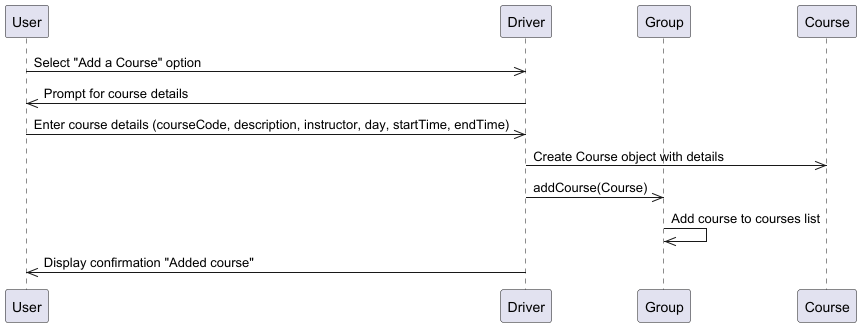 User Driver Group Course
Select "Add a Course" option
Prompt for course details
Enter course details (courseCode, description, instructor, day, startTime, endTime)
Create Course object with details
addCourse(Course)
Add course to courses list
Display confirmation "Added course"
User Driver Group Course